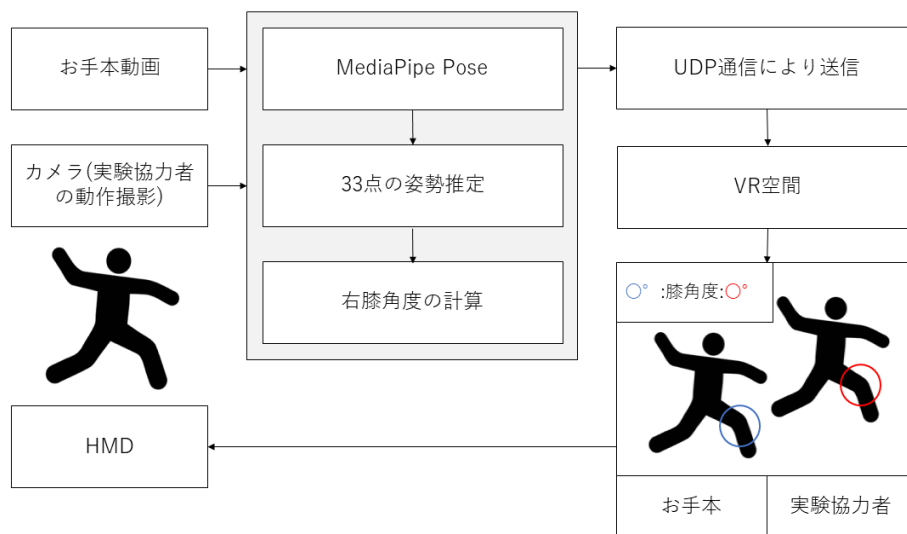 お手本動画
MediaPipe Pose
UDP通信により送信
カメラ(実験協力者
の動作撮影)
33点の姿勢推定
VR空間
右膝角度の計算
○° :膝角度:○°
HMD
お手本
実験協力者